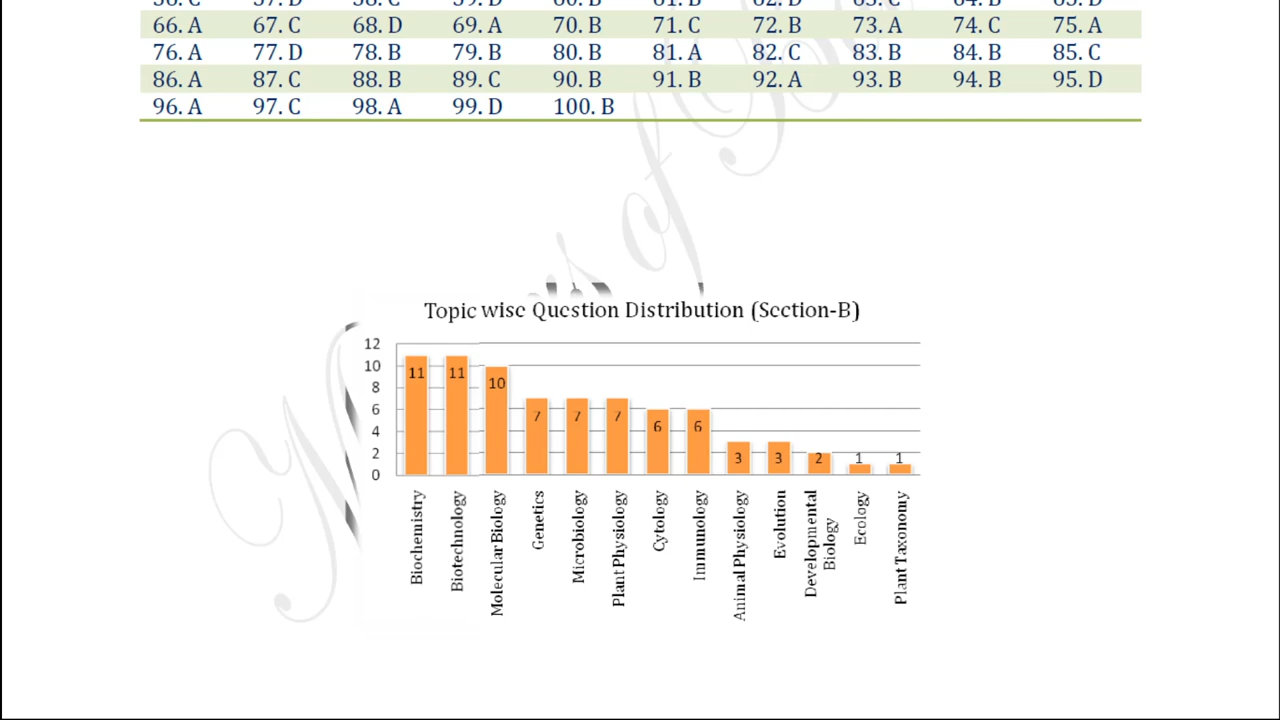 66. A 67. C 68. D 69. A 70. B 71. C 72. B 73. A 74. C 75. A
76. A 77. D 78. B 79. B 80. B 81. A 82. C 83. B 84. B 85. C
86. A 87. C 88. B 89. C 90. B 91. B 92. A 93. B 94. B 95. D
96. A 97. C 98. A 99. D 100. B
Topic wise Question Distribution (Section-B)
12
10
8
6
4
2
0
11 11 10 7 7 7 6 6 3 3 2 1 1
Biochemistry
Biotechnology
Molecular Biology
Genetics
Microbiology
Plant Physiology
Cytology
Immunology
Animal Physiology
Evolution
Developmental
Biology
Ecology
Plant Taxonomy